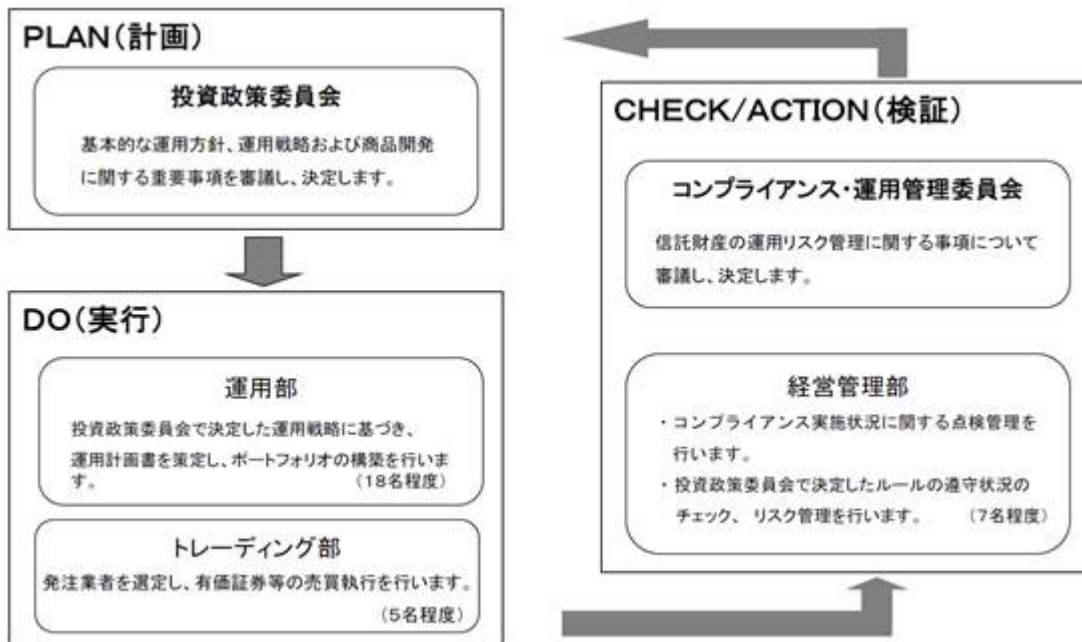 PLAN(計画)
投資政策委員会
基本的な運用方針、運用戦略および商品開発
に関する重要事項を審議し、決定します。
DO(実行)
運用部
投資政策委員会で決定した運用戦略に基づき、
運用計画書を策定し、ポートフォリオの構築を行いま
す。 (18名程度)
トレーディング部
発注業者を選定し、有価証券等の売買執行を行います。
(5名程度)
CHECK/ACTION(検証)
コンプライアンス・運用管理委員会
信託財産の運用リスク管理に関する事項について
審議し、決定します。
経営管理部
・コンプライアンス実施状況に関する点検管理を
行います。
・投資政策委員会で決定したルールの遵守状況の
チェック、 リスク管理を行います。 (7名程度)